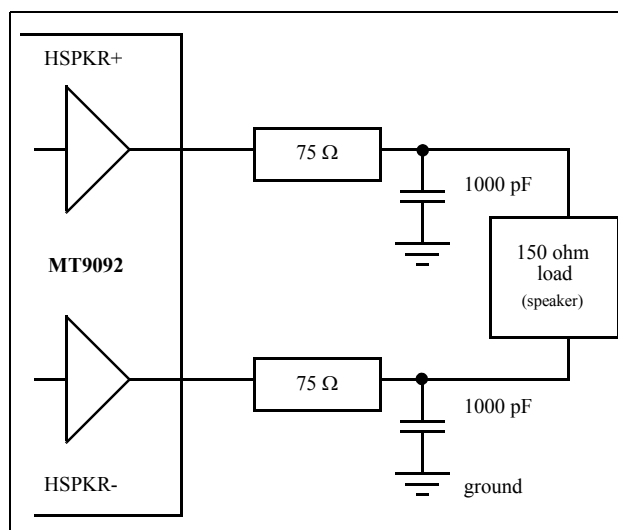 HSPKR+
75 Ω
1000 pF
MT9092
150 ohm
load
(speaker)
75 Ω
1000 pF
HSPKR-
ground